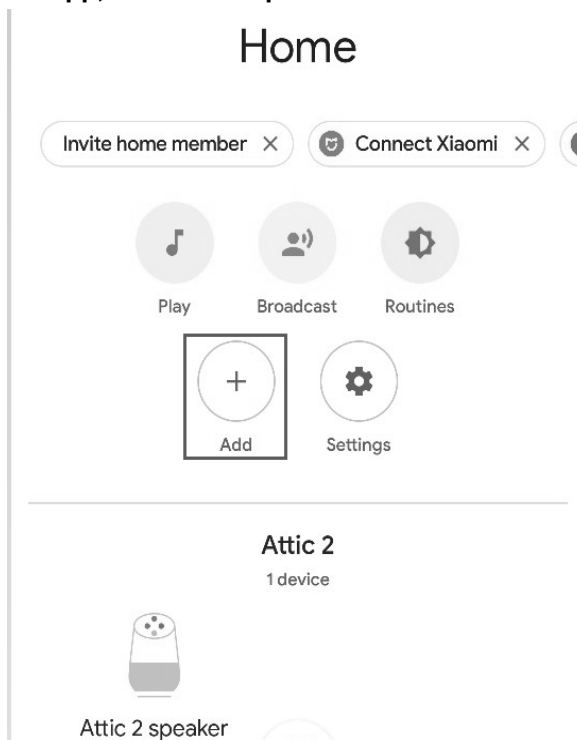 Home
Invite home member
Connect Xiaomi
Play Broadcast Routines
Add Settings
Attic 2
1 device
Attic 2 speaker